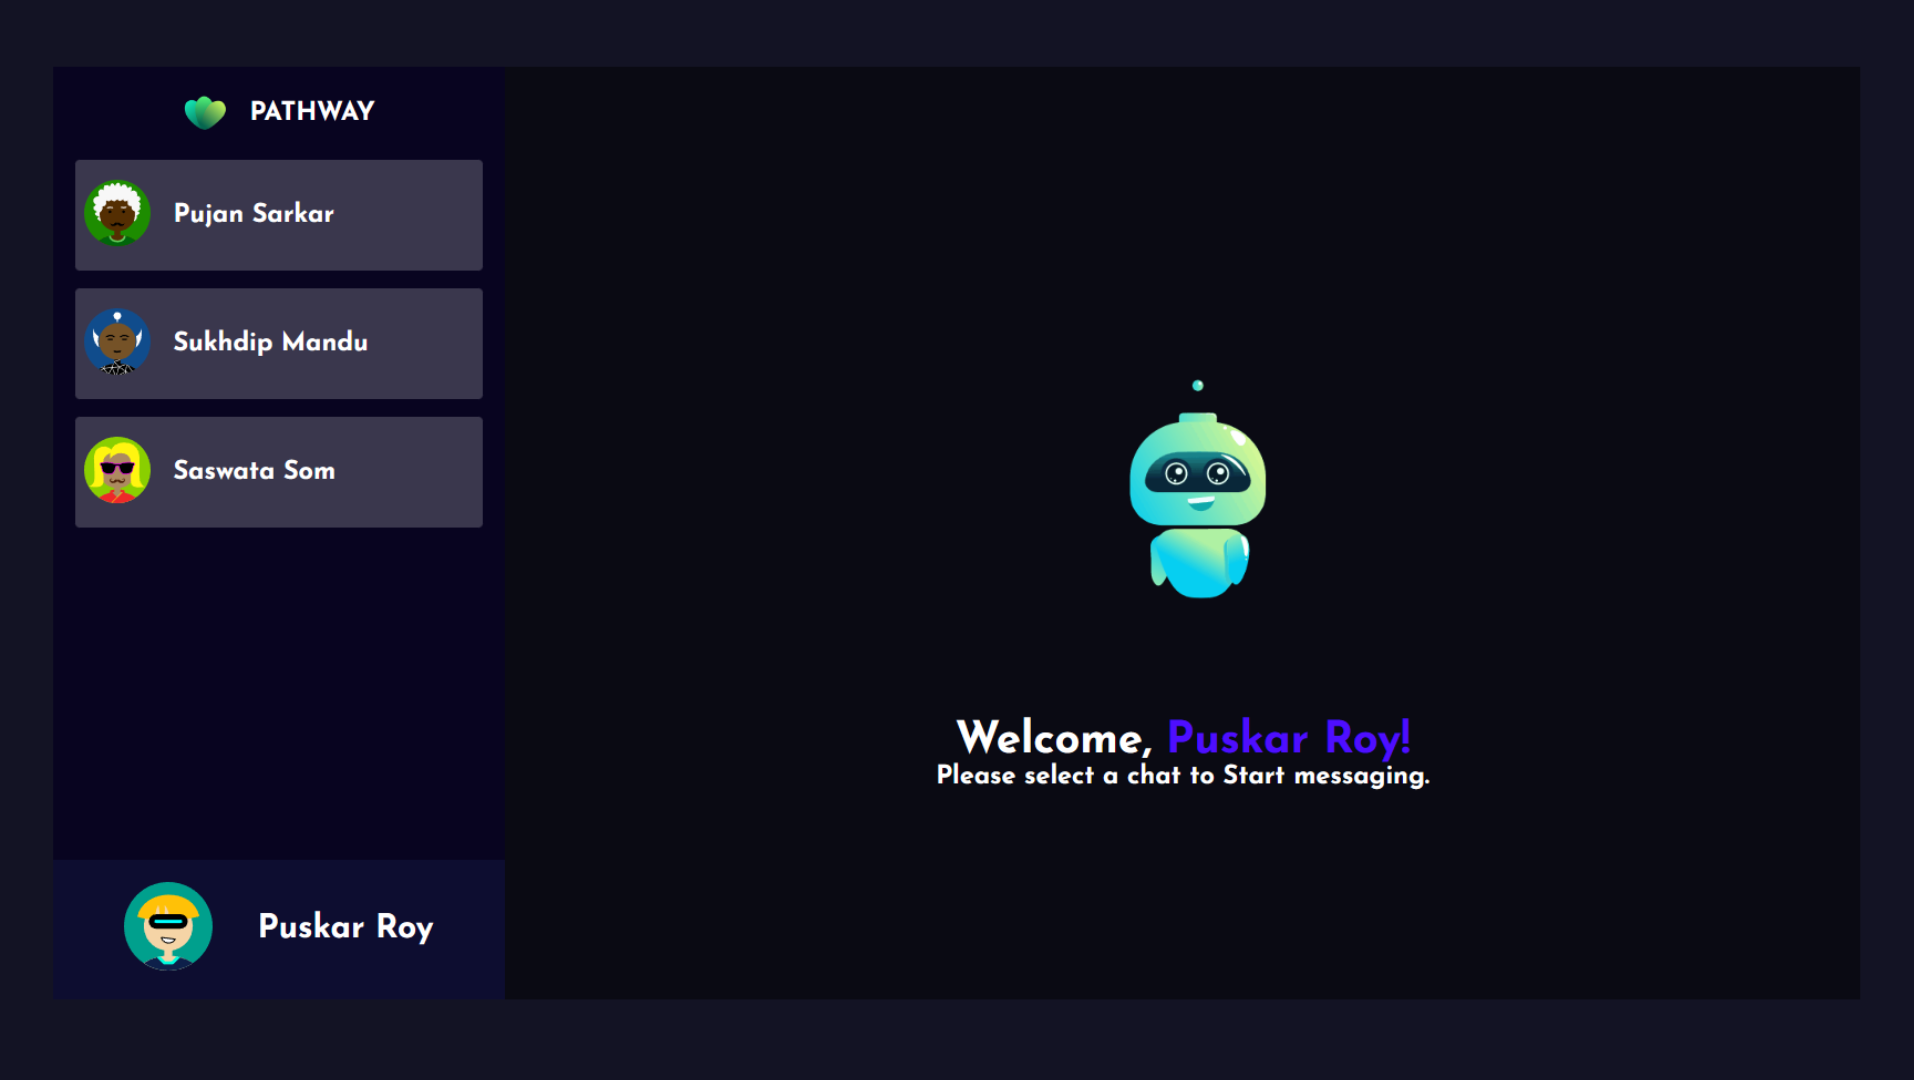 PATHWAY
Pujan Sarkar
Sukhdip Mandu
Saswata Som
Puskar Roy
Welcome, Puskar Roy!
Please select a chat to Start messaging.